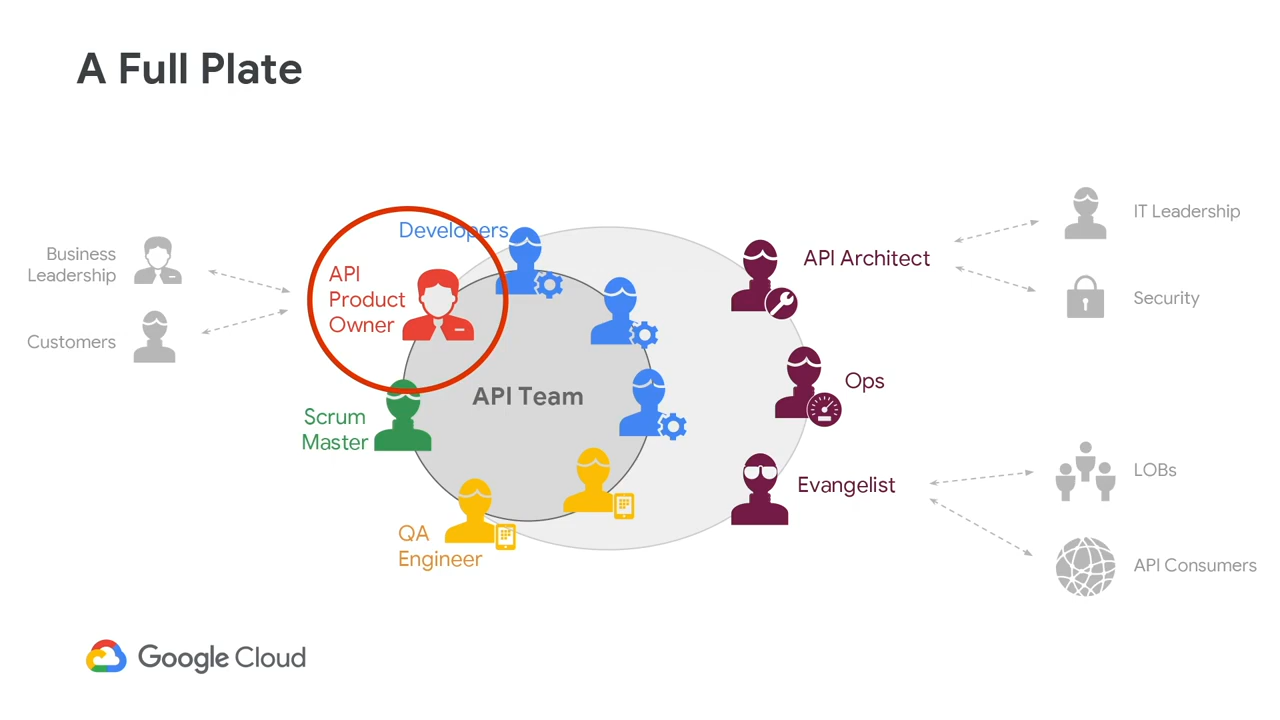 A Full Plate
Business
Leadership
Customers
Developers
API
Product
Owner
Scrum
Master
QA
Engineer
API Team
API Architect
Ops
Evangelist
IT Leadership
Security
LOBs
API Consumers
Google Cloud